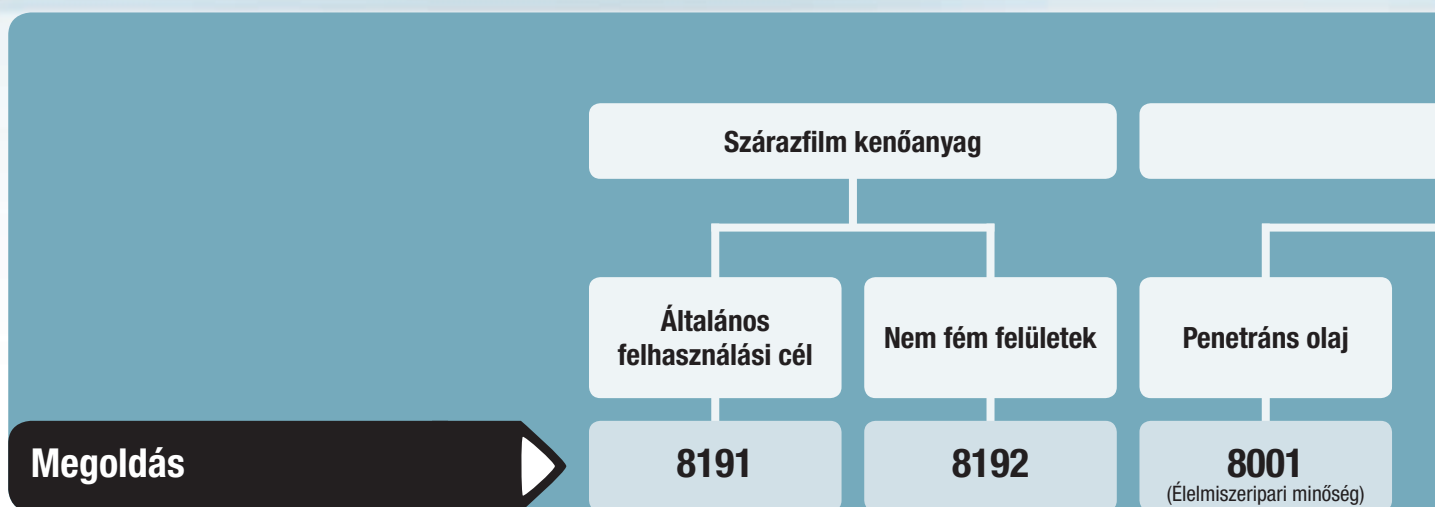 Szárazfilm kenőanyag
Általános
felhasználási cél
Nem fém felületek
Penetráns olaj
Megoldás
8191
8192
8001
(Élelmiszeripari minőség)